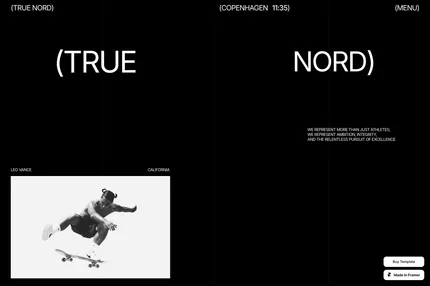 (TRUE NORD)
(COPENHAGEN 11:35)
(MENU)
(TRUE
NORD)
WE REPRESENT MORE THAN JUST ATHLETES,
WE REPRESENT AMBITION, INTEGRITY,
AND THE RELENTLESS PURSUIT OF EXCELLENCE.
LEO VANCE
CALIFORNIA
Buy Template
Made in Framer